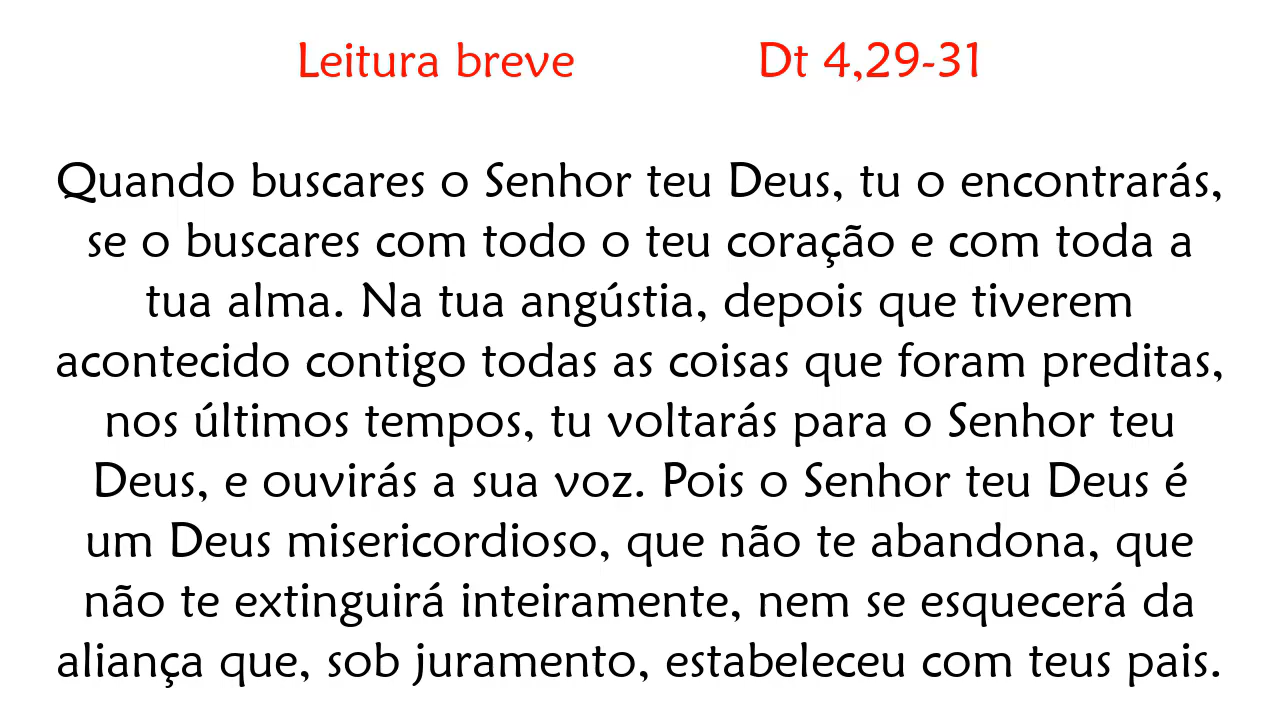 Leitura breve Dt 4,29-31
Quando buscares o Senhor teu Deus, tu o encontrarás,
se o buscares com todo o teu coração e com toda a
tua alma. Na tua angústia, depois que tiverem
acontecido contigo todas as coisas que foram preditas,
nos últimos tempos, tu voltarás para o Senhor teu
Deus, e ouvirás a sua voz. Pois o Senhor teu Deus é
um Deus misericordioso, que não te abandona, que
não te extinguirá inteiramente, nem se esquecerá da
aliança que, sob juramento, estabeleceu com teus pais.